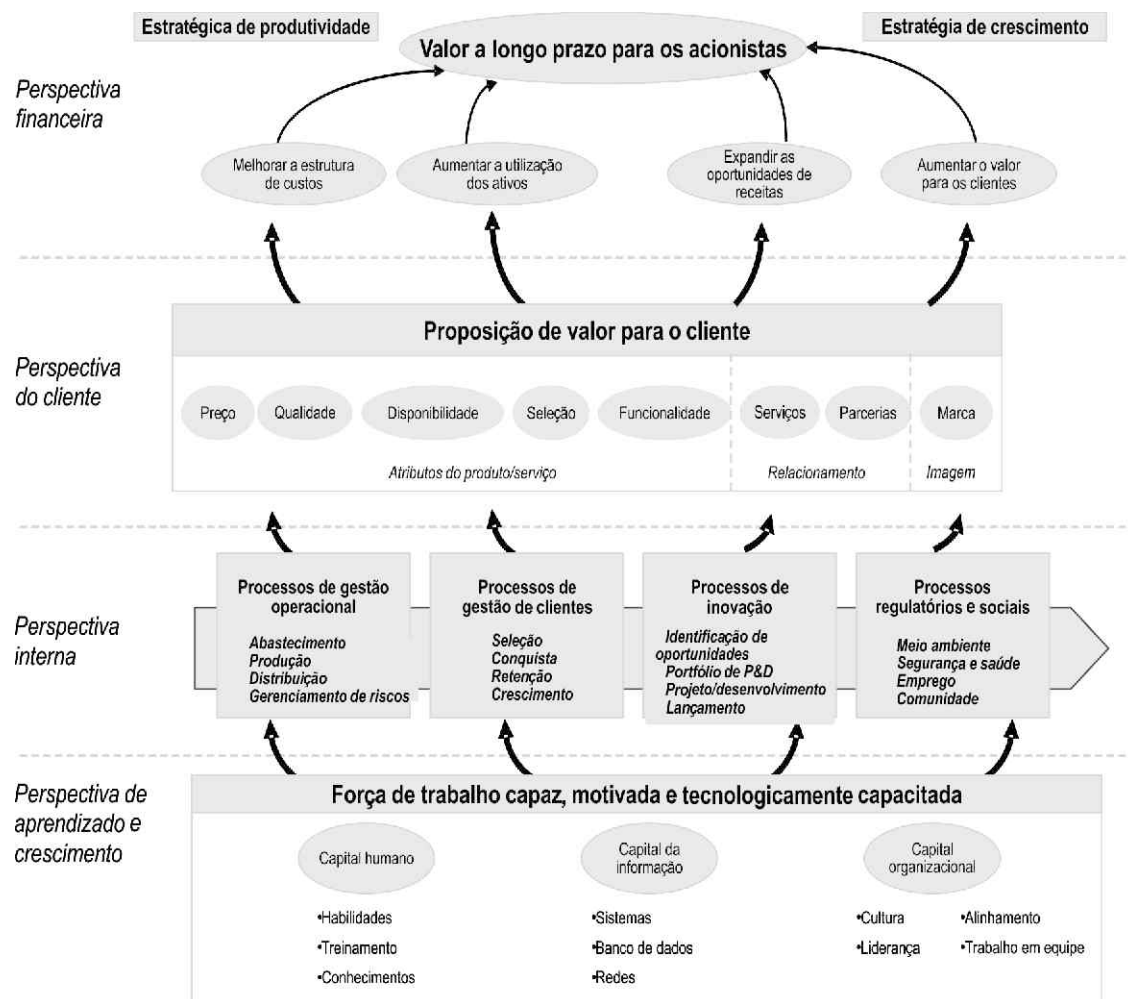 Estratégica de produtividade
Valor a longo prazo para os acionistas
Estratégia de crescimento
Perspectiva
financeira
Melhorar a estrutura
de custos
Aumentar a utilização
dos ativos
Expandir as
oportunidades de
receitas
Aumentar o valor
para os clientes
Perspectiva
do cliente
Proposição de valor para o cliente
Preço
Qualidade
Disponibilidade
Seleção
Funcionalidade
Serviços
Parcerias
Marca
Atributos do produto/serviço
Relacionamento
Imagem
Perspectiva
interna
Processos de gestão
operacional
Abastecimento
Produção
Distribuição
Gerenciamento de riscos
Processos de
gestão de clientes
Seleção
Conquista
Retenção
Crescimento
Processos de
inovação
Identificação de
oportunidades
Portfólio de P&D
Projeto/desenvolvimento
Lançamento
Processos
regulatórios e sociais
Meio ambiente
Segurança e saúde
Emprego
Comunidade
Perspectiva de
aprendizado e
crescimento
Força de trabalho capaz, motivada e tecnologicamente capacitada
Capital humano
•Habilidades
•Treinamento
•Conhecimentos
Capital da
informação
•Sistemas
•Banco de dados
•Redes
Capital
organizacional
•Cultura
•Liderança
•Alinhamento
•Trabalho em equipe